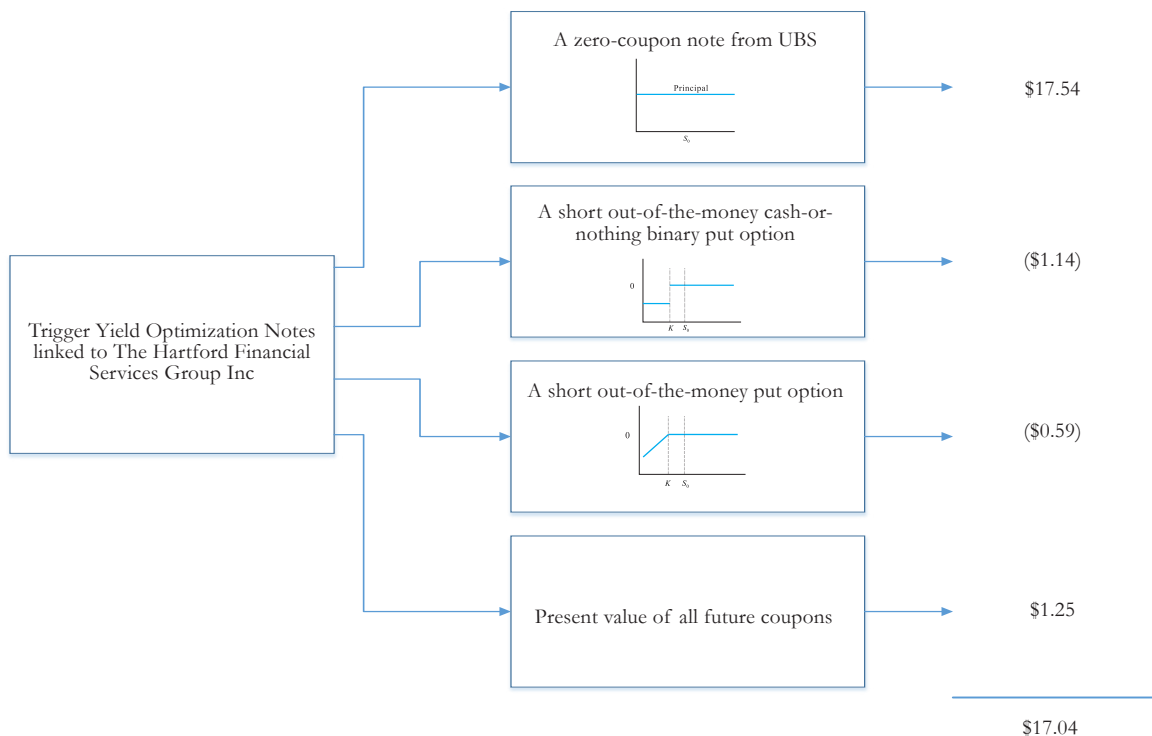 A zero-coupon note from UBS
Principal
S₀
$17.54
A short out-of-the-money cash-or-
nothing binary put option
0
K
S₀
($1.14)
Trigger Yield Optimization Notes
linked to The Hartford Financial
Services Group Inc
A short out-of-the-money put option
0
K
S₀
($0.59)
Present value of all future coupons
$1.25
$17.04